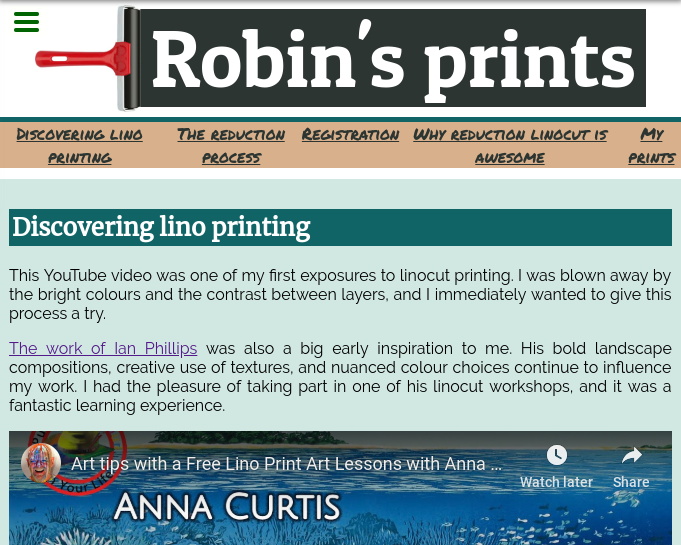 Robin's prints
Discovering lino printing
The reduction process
Registration
Why reduction linocut is awesome
My prints
Discovering lino printing
This YouTube video was one of my first exposures to linocut printing. I was blown away by
the bright colours and the contrast between layers, and I immediately wanted to give this
process a try.
The work of Ian Phillips was also a big early inspiration to me. His bold landscape
compositions, creative use of textures, and nuanced colour choices continue to influence
my work. I had the pleasure of taking part in one of his linocut workshops, and it was a
fantastic learning experience.
Art tips with a Free Lino Print Art Lessons with Anna ...
Watch later
Share
ANNA CURTIS